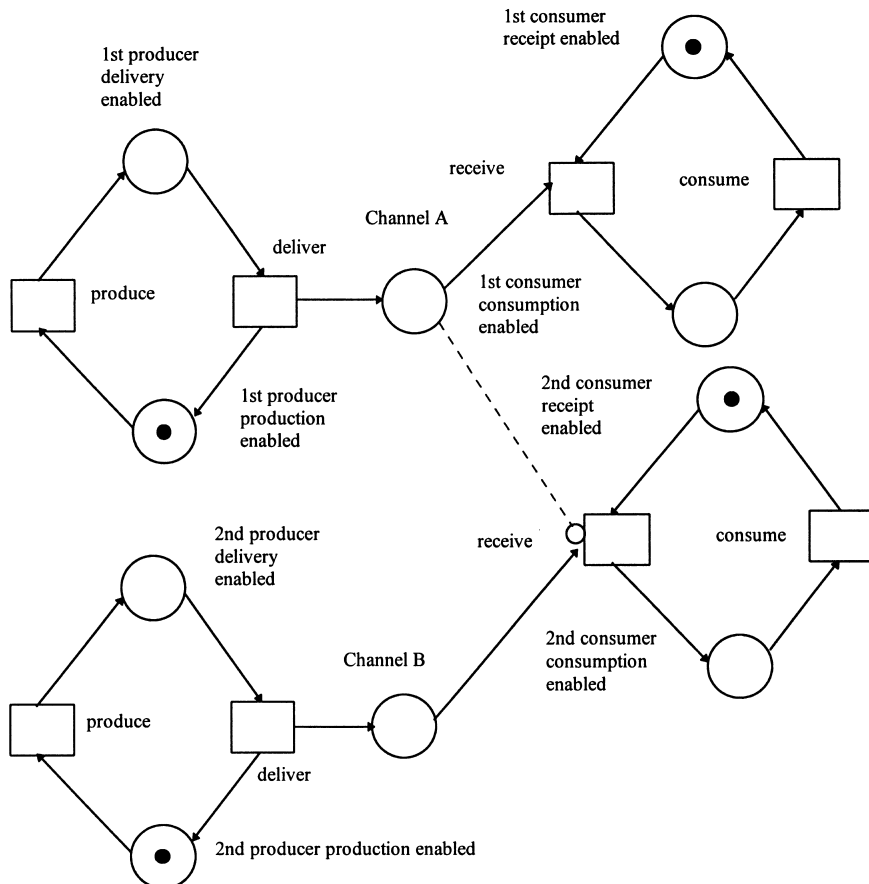 1st consumer
receipt enabled
1st producer
delivery
enabled
receive
consume
Channel A
deliver
produce
1st consumer
consumption
enabled
2nd consumer
receipt
enabled
1st producer
production
enabled
2nd producer
delivery
enabled
receive
consume
2nd consumer
consumption
enabled
Channel B
produce
deliver
2nd producer production enabled